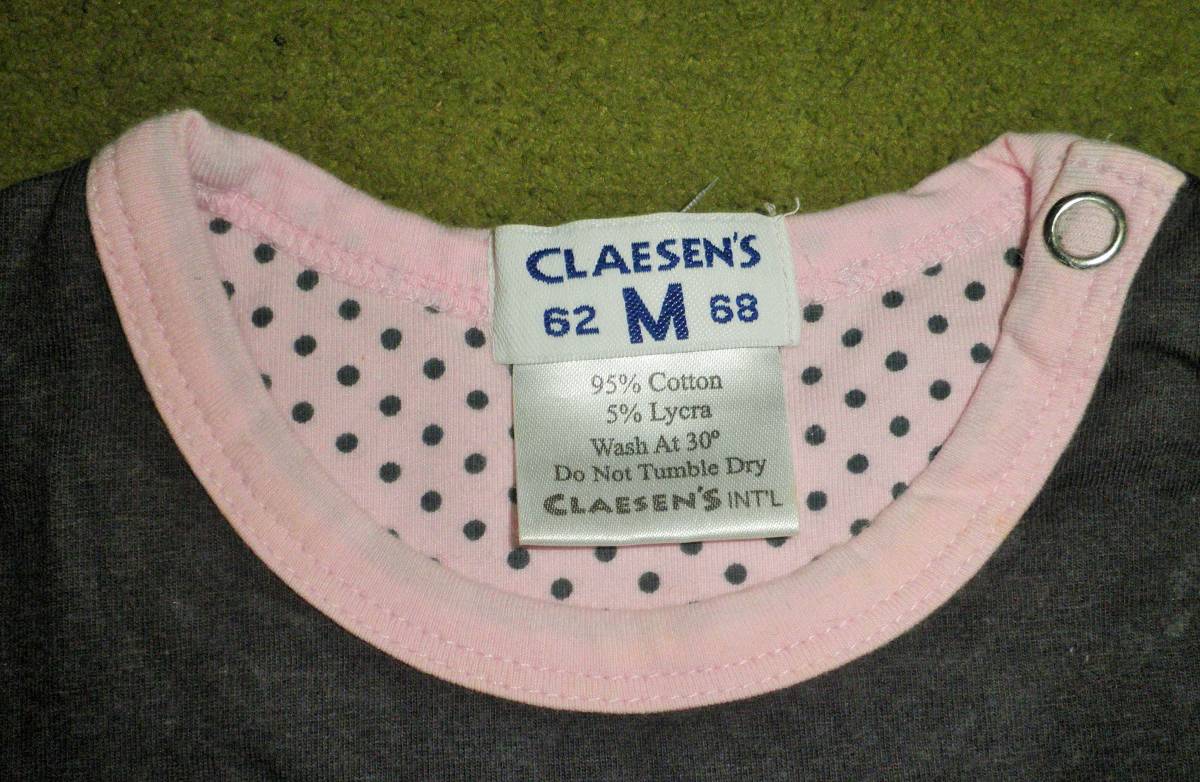 CLAESEN'S
62 M 68
95% Cotton
5% Lycra
Wash At 30°
Do Not Tumble Dry
CLAESEN'S INT'L